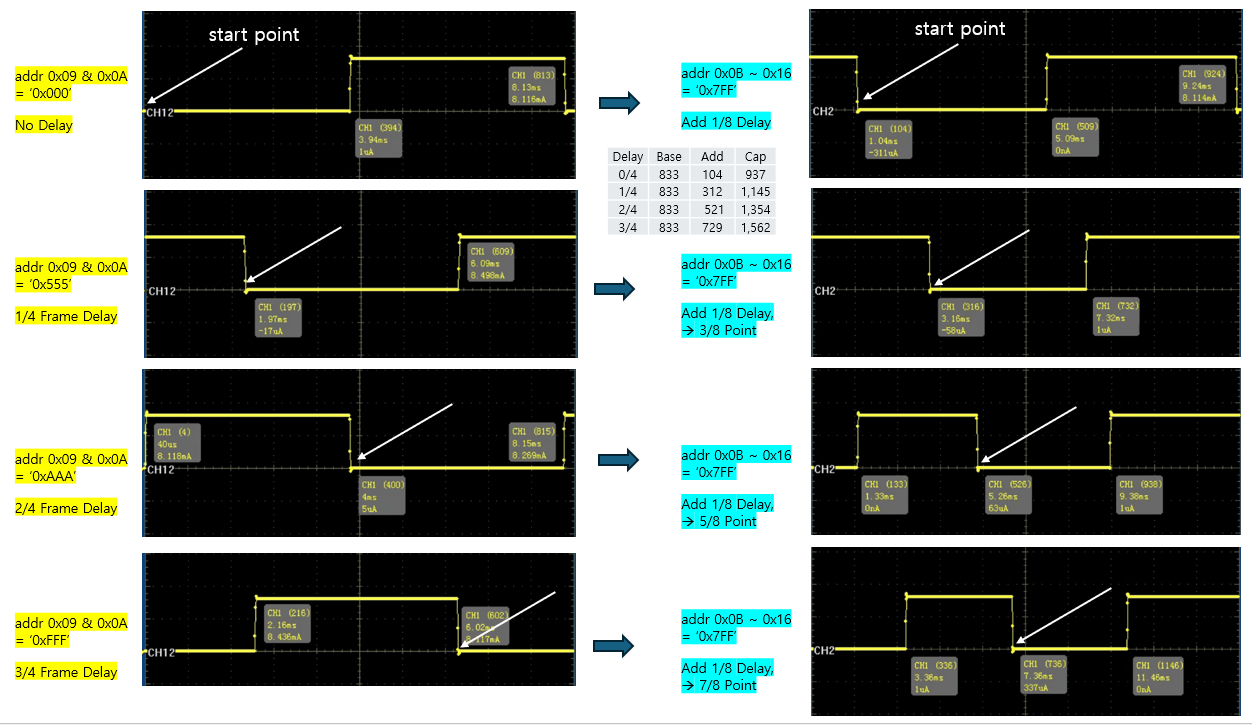 start point
addr 0x09 & 0x0A
= ‘0x000’
No Delay
CH12
CH1 (394)
3.94ms
1uA
CH1 (813)
8.13ms
8.116mA
addr 0x0B ~ 0x16
= ‘0x7FF’
Add 1/8 Delay
start point
CH2
CH1 (104)
1.04ms
-311uA
CH1 (509)
5.09ms
0nA
CH1 (924)
9.24ms
8.114mA
Delay Base Add Cap
0/4 833 104 937
1/4 833 312 1,145
2/4 833 521 1,354
3/4 833 729 1,562
addr 0x09 & 0x0A
= ‘0x555’
1/4 Frame Delay
CH12
CH1 (197)
1.97ms
-17uA
CH1 (609)
6.09ms
8.498mA
addr 0x0B ~ 0x16
= ‘0x7FF’
Add 1/8 Delay,
→ 3/8 Point
CH2
CH1 (316)
3.16ms
-58uA
CH1 (732)
7.32ms
1uA
addr 0x09 & 0x0A
= ‘0xAAA’
2/4 Frame Delay
CH1 (4)
40us
8.118mA
CH12
CH1 (400)
4ms
5uA
CH1 (815)
8.15ms
8.269mA
addr 0x0B ~ 0x16
= ‘0x7FF’
Add 1/8 Delay,
→ 5/8 Point
CH2
CH1 (133)
1.33ms
0nA
CH1 (526)
5.26ms
63uA
CH1 (938)
9.38ms
1uA
addr 0x09 & 0x0A
= ‘0xFFF’
3/4 Frame Delay
CH12
CH1 (216)
2.16ms
8.436mA
CH1 (602)
6.02ms
addr 0x0B ~ 0x16
= ‘0x7FF’
Add 1/8 Delay,
→ 7/8 Point
CH2
CH1 (336)
3.36ms
1uA
CH1 (736)
7.36ms
337uA
CH1 (1146)
11.46ms
0nA